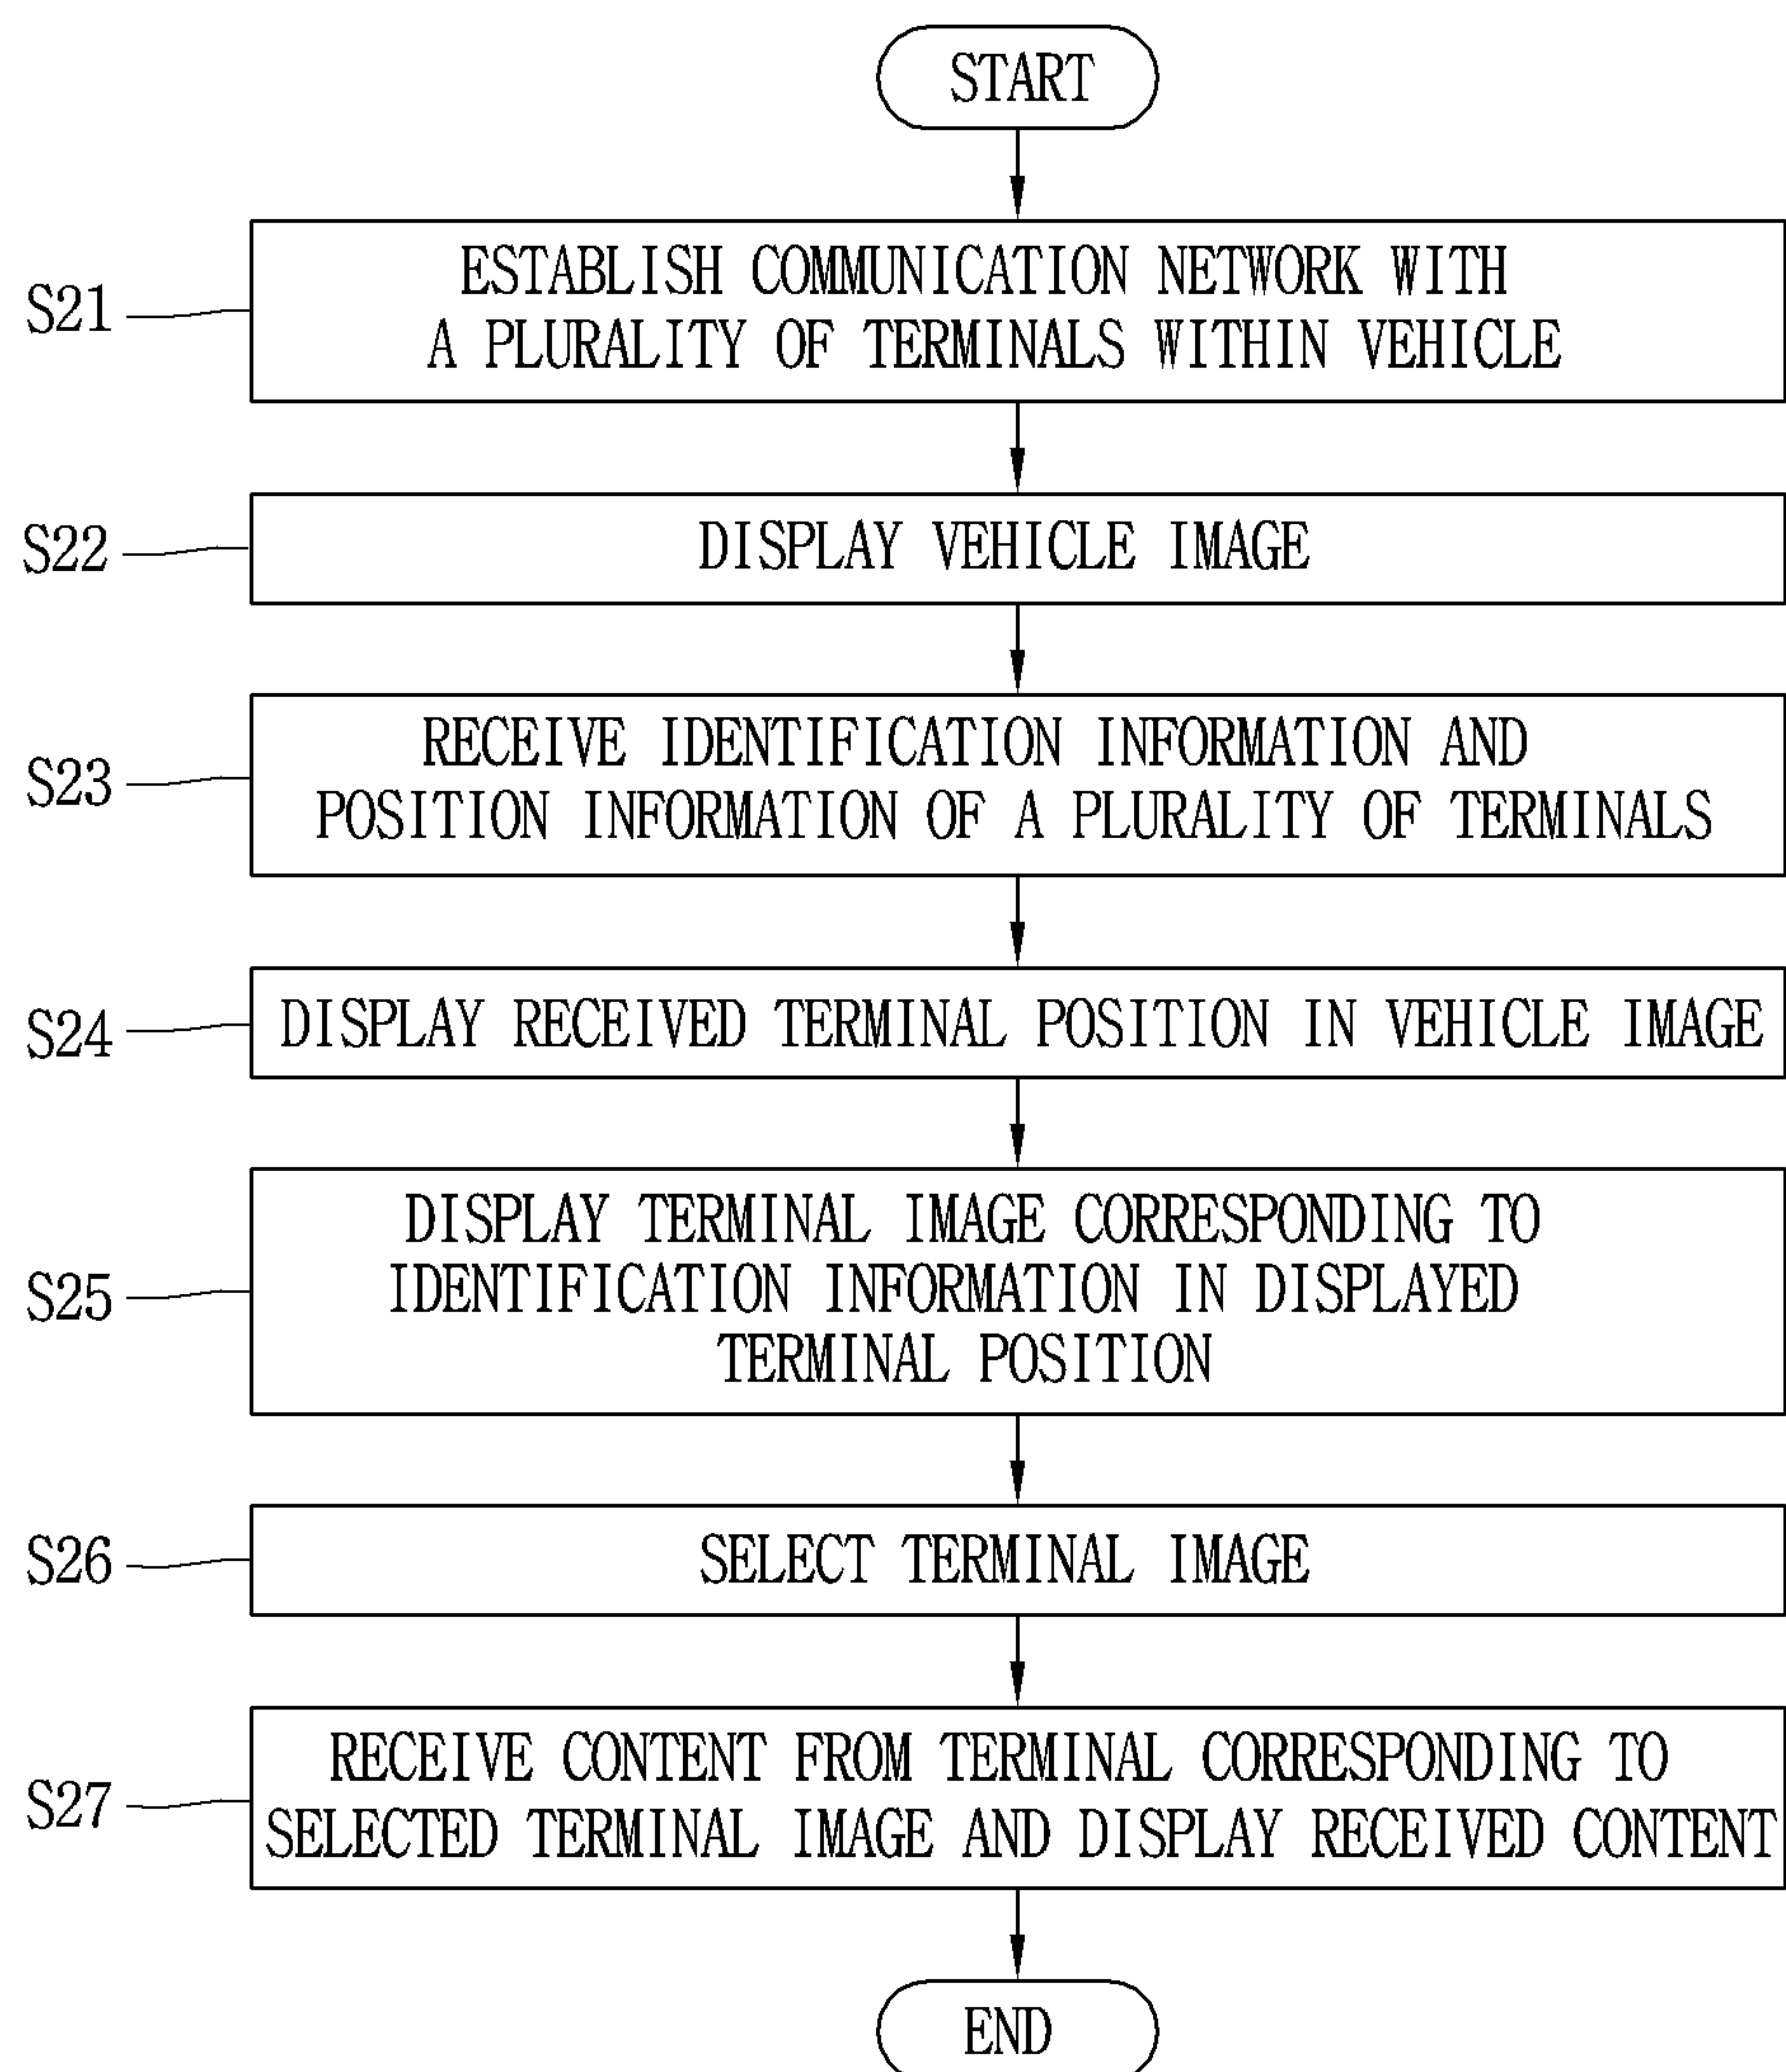 START
S21
ESTABLISH COMMUNICATION NETWORK WITH
A PLURALITY OF TERMINALS WITHIN VEHICLE
S22
DISPLAY VEHICLE IMAGE
S23
RECEIVE IDENTIFICATION INFORMATION AND
POSITION INFORMATION OF A PLURALITY OF TERMINALS
S24
DISPLAY RECEIVED TERMINAL POSITION IN VEHICLE IMAGE
S25
DISPLAY TERMINAL IMAGE CORRESPONDING TO
IDENTIFICATION INFORMATION IN DISPLAYED
TERMINAL POSITION
S26
SELECT TERMINAL IMAGE
S27
RECEIVE CONTENT FROM TERMINAL CORRESPONDING TO
SELECTED TERMINAL IMAGE AND DISPLAY RECEIVED CONTENT
END